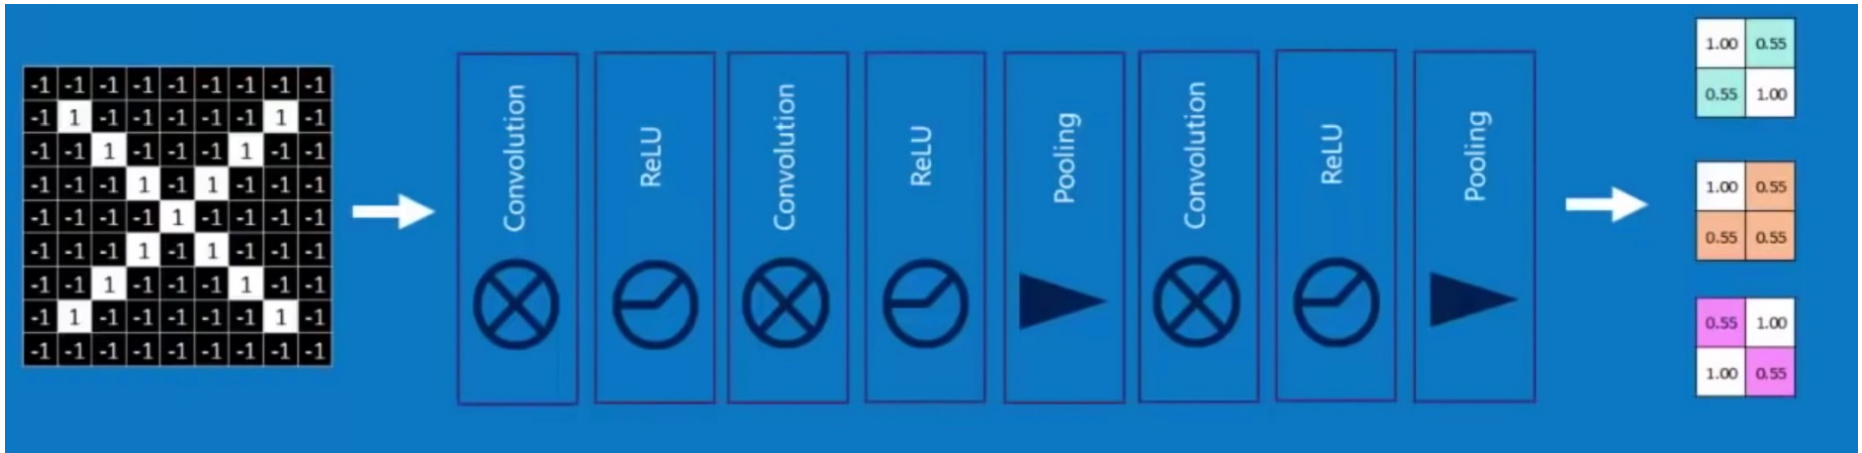 -1 -1 -1 -1 -1 -1 -1 -1 -1
-1 1 -1 -1 -1 -1 -1 1 -1
-1 -1 1 -1 -1 -1 1 -1 -1
-1 -1 -1 1 -1 1 -1 -1 -1
-1 -1 -1 -1 1 -1 -1 -1 -1
-1 -1 -1 1 -1 1 -1 -1 -1
-1 -1 1 -1 -1 -1 1 -1 -1
-1 1 -1 -1 -1 -1 -1 1 -1
-1 -1 -1 -1 -1 -1 -1 -1 -1
Convolution
ReLU
Convolution
ReLU
Pooling
Convolution
ReLU
Pooling
1.00 0.55
0.55 1.00
1.00 0.55
0.55 0.55
0.55 1.00
1.00 0.55